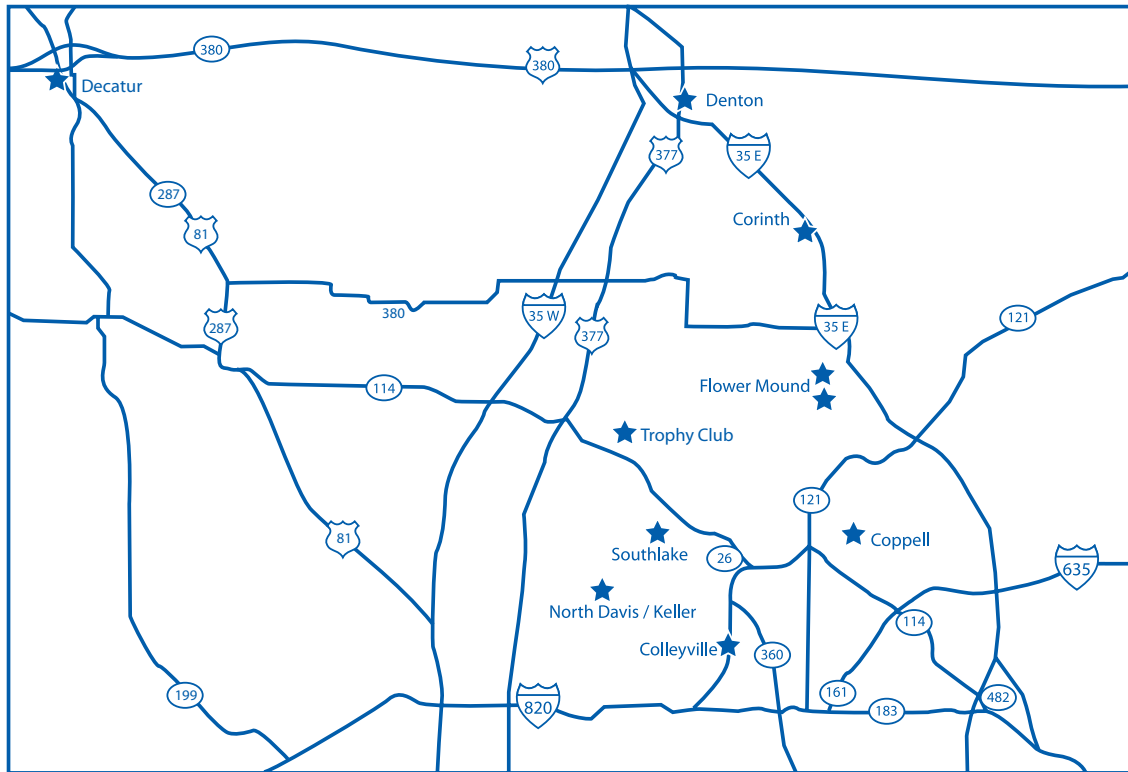 380
380
Decatur
Denton
377
35 E
287
81
Corinth
380
35 W
287
377
35 E
121
114
Flower Mound
Trophy Club
121
81
Southlake
26
Coppell
635
North Davis / Keller
114
Colleyville
360
199
820
161
183
482